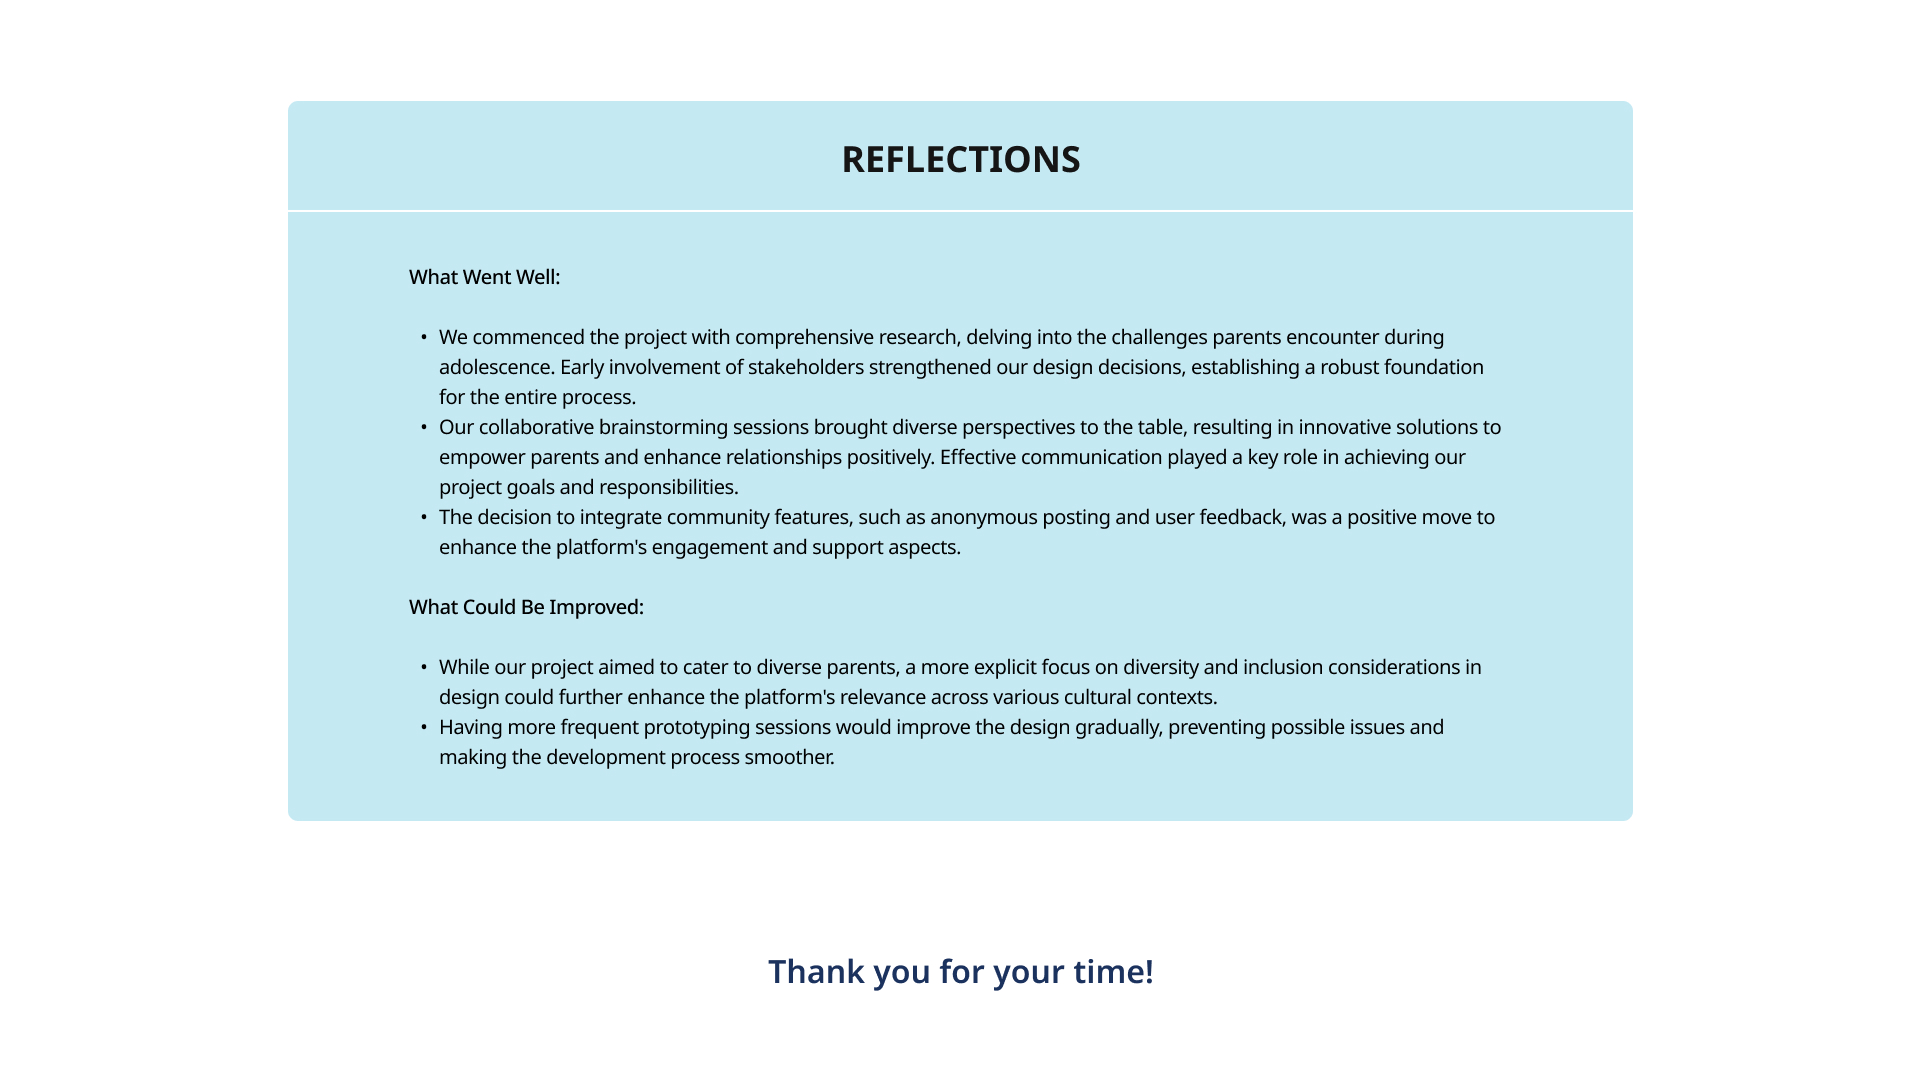 REFLECTIONS
What Went Well:
• We commenced the project with comprehensive research, delving into the challenges parents encounter during
adolescence. Early involvement of stakeholders strengthened our design decisions, establishing a robust foundation
for the entire process.
• Our collaborative brainstorming sessions brought diverse perspectives to the table, resulting in innovative solutions to
empower parents and enhance relationships positively. Effective communication played a key role in achieving our
project goals and responsibilities.
• The decision to integrate community features, such as anonymous posting and user feedback, was a positive move to
enhance the platform's engagement and support aspects.
What Could Be Improved:
• While our project aimed to cater to diverse parents, a more explicit focus on diversity and inclusion considerations in
design could further enhance the platform's relevance across various cultural contexts.
• Having more frequent prototyping sessions would improve the design gradually, preventing possible issues and
making the development process smoother.
Thank you for your time!